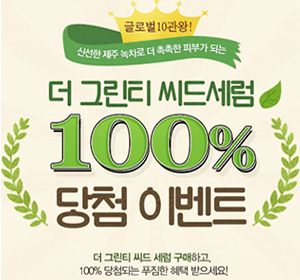 글로벌10관왕!
신선한 제주 녹차로 더 촉촉한 피부가 되는
더 그린티 씨드세럼
100%
당첨 이벤트
더 그린티 씨드 세럼 구매하고,
100% 당첨되는 푸짐한 혜택 받으세요!